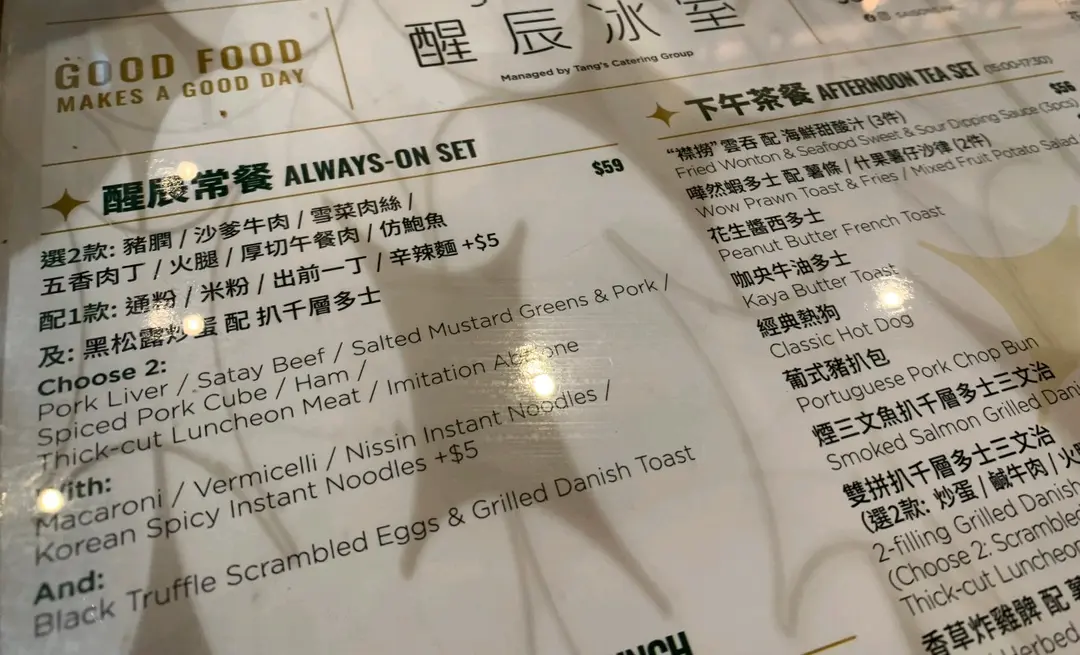 GOOD FOOD
MAKES A GOOD DAY
醒辰冰室
Managed by Tang's Catering Group
醒晨常餐 ALWAYS-ON SET
$59
選2款: 豬膶 / 沙爹牛肉 / 雪菜肉絲 /
五香肉丁 / 火腿 / 厚切午餐肉 / 仿鮑魚
配1款: 通粉 / 米粉 / 出前一丁 / 辛辣麵 +$5
及: 黑松露炒蛋 配 扒千層多士
Choose 2:
Pork Liver / Satay Beef / Salted Mustard Greens & Pork /
Spiced Pork Cube / Ham /
Thick-cut Luncheon Meat / Imitation Abalone
With:
Macaroni / Vermicelli / Nissin Instant Noodles /
Korean Spicy Instant Noodles +$5
And:
Black Truffle Scrambled Eggs & Grilled Danish Toast
下午茶餐 AFTERNOON TEA SET (15:00-17:30)
$56
“襟撈” 雲吞 配 海鮮甜酸汁 (3件)
Fried Wonton & Seafood Sweet & Sour Dipping Sauce (3pcs)
嘩然蝦多士 配 薯條 / 什果薯仔沙律 (2件)
Wow Prawn Toast & Fries / Mixed Fruit Potato Salad
花生醬西多士
Peanut Butter French Toast
咖央牛油多士
Kaya Butter Toast
經典熱狗
Classic Hot Dog
葡式豬扒包
Portuguese Pork Chop Bun
煙三文魚扒千層多士三文治
Smoked Salmon Grilled Dani
雙拼扒千層多士三文治
(選2款: 炒蛋 / 鹹牛肉 / 火
2-filling Grilled Danish
(Choose 2: Scrambled
Thick-cut Luncheon
香草炸雞髀 配 薯
Herbed